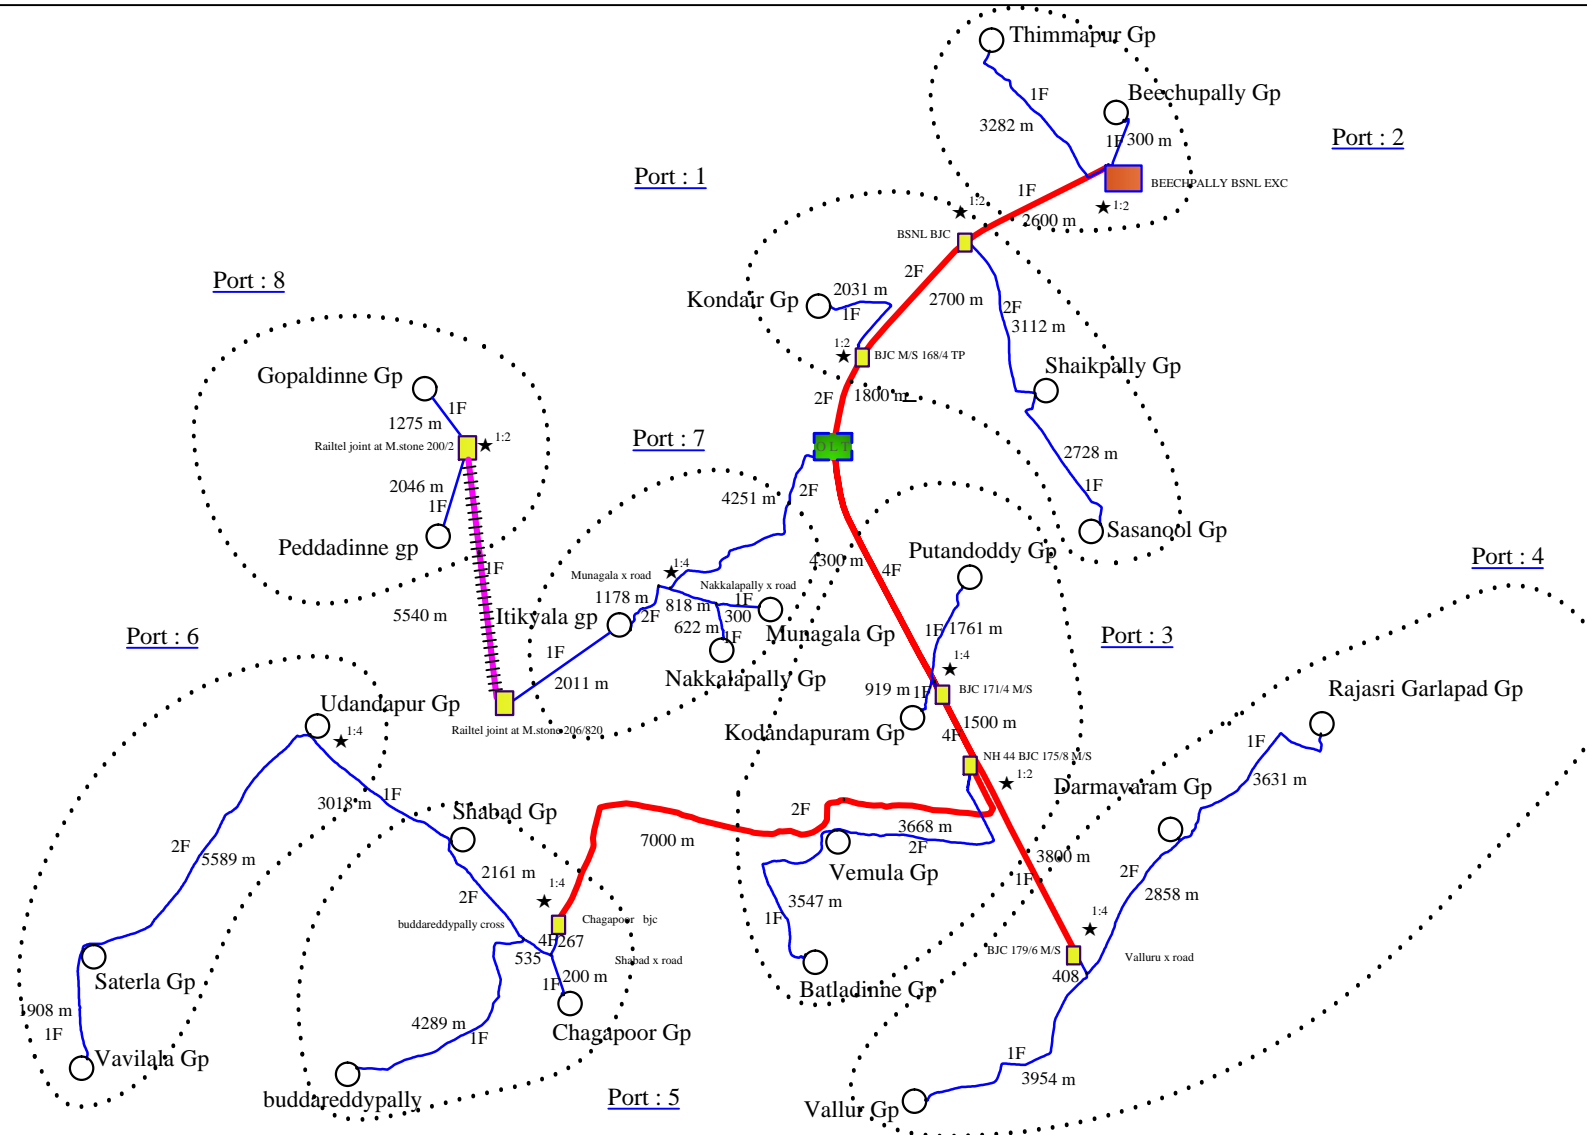 Thimmapur Gp
1F
3282 m
Beechupally Gp
1F
300 m
Port : 2
BEECHPALLY BSNL EXC
1:2
1F
2600 m
Port : 1
1:2
BSNL BJC
2F
2700 m
Kondair Gp
2031 m
1F
1:2
BJC M/S 168/4 TP
2F
1800 m
2F
3112 m
Shaikpally Gp
2728 m
1F
Sasanool Gp
OLT
Port : 8
Gopaldinne Gp
1F
1275 m
Railtel joint at M.stone 200/2
1:2
2046 m
1F
Peddadinne gp
1F
5540 m
Port : 7
4251 m
2F
1:4
Munagala x road
Nakkalapally x road
1178 m
818 m
1F
300
Itikyala gp
2F
622 m
1F
Munagala Gp
Nakkalapally Gp
1F
2011 m
Railtel joint at M.stone 206/820
4300 m
4F
Putandoddy Gp
1F
1761 m
Port : 3
1:4
919 m
1F
BJC 171/4 M/S
Kodandapuram Gp
1500 m
4F
NH 44 BJC 175/8 M/S
1:2
Port : 4
Rajasri Garlapad Gp
1F
3631 m
Darmavaram Gp
3800 m
1F
2F
2858 m
1:4
BJC 179/6 M/S
Valluru x road
408
1F
3954 m
Vallur Gp
2F
3668 m
2F
Vemula Gp
3547 m
1F
Batladinne Gp
7000 m
Port : 6
Udandapur Gp
1:4
3018 m
1F
Shabad Gp
2F
5589 m
2161 m
2F
1:4
buddareddypally cross
Chagapoor bjc
4F
267
535
Shabad x road
1F
200 m
Chagapoor Gp
Saterla Gp
1908 m
1F
Vavilala Gp
4289 m
1F
buddareddypally
Port : 5